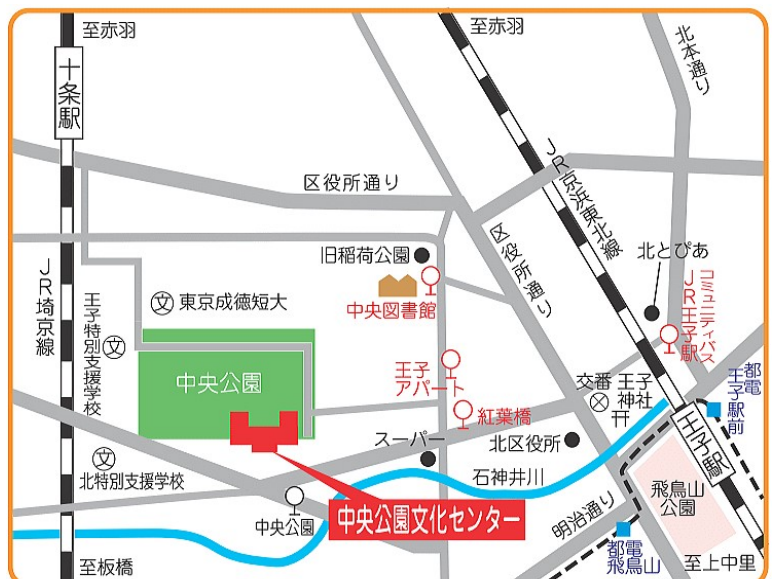 至赤羽
至赤羽
北本通り
十条駅
JR京浜東北線
区役所通り
区役所通り
旧稲荷公園
北とぴあ
JR埼京線
文 東京成徳短大
中央図書館
コミュニティバス
JR王子駅
王子特別支援学校
文
中央公園
王子
アパート
交番
王子
神社
都電
王子駅前
紅葉橋
スーパー
北区役所
王子駅
文
北特別支援学校
石神井川
飛鳥山
公園
中央公園
中央公園文化センター
明治通り
都電
飛鳥山
至板橋
至上中里